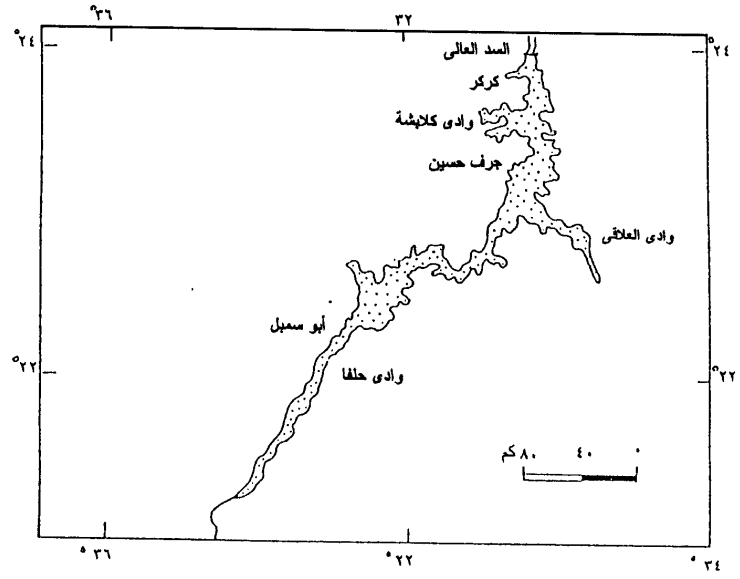 °٣٦
٣٢
°٢٤
°٢٤
السد العالى
كركر
وادى كلابشة
جرف حسين
وادى العلاقى
أبو سمبل
وادى حلفا
°٢٢
°٢٢
٨٠ كم ٤٠ ٠
°٣٦
°٢٢
°٣٤